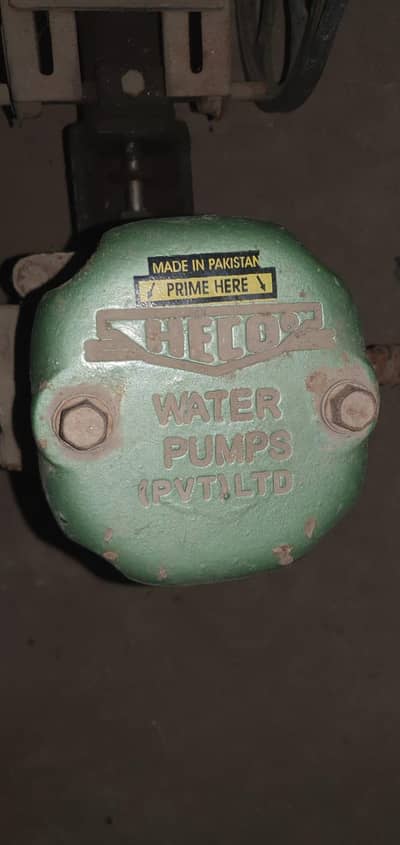 MADE IN PAKISTAN
PRIME HERE
HECO
WATER
PUMPS
(PVT) LTD